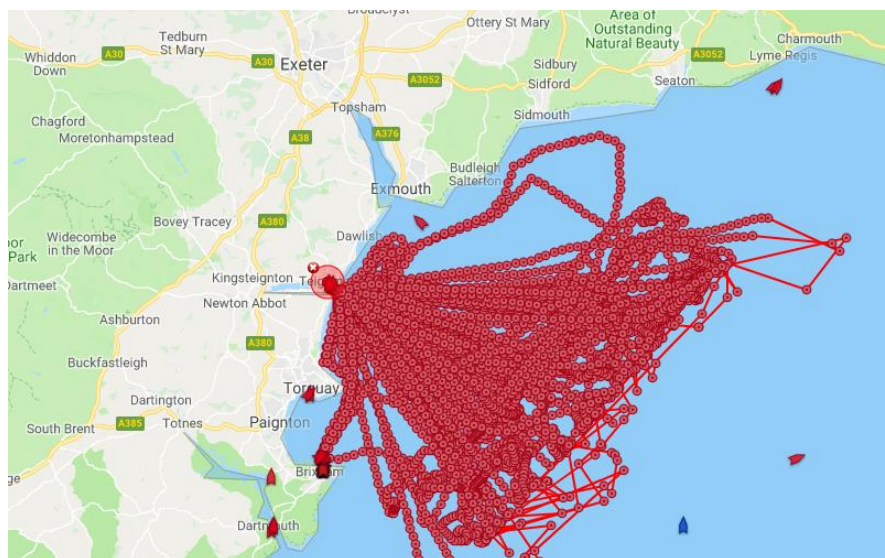 Broadclyst
Ottery St Mary
Area of
Outstanding
Natural Beauty
Charmouth
A3052
Lyme Regis
Tedburn
St Mary
Whiddon
Down
A30
A30
Exeter
A3052
Sidbury
Sidford
Seaton
Topsham
Sidmouth
Chagford
Moretonhampstead
A38
A376
Budleigh
Salterton
Exmouth
Bovey Tracey
A380
Widecombe
in the Moor
Dawlish
Park
Kingsteignton
Dartmeet
Newton Abbot
Ashburton
A380
Buckfastleigh
Torquay
Dartington
A385
Totnes
Paignton
South Brent
Dartmouth